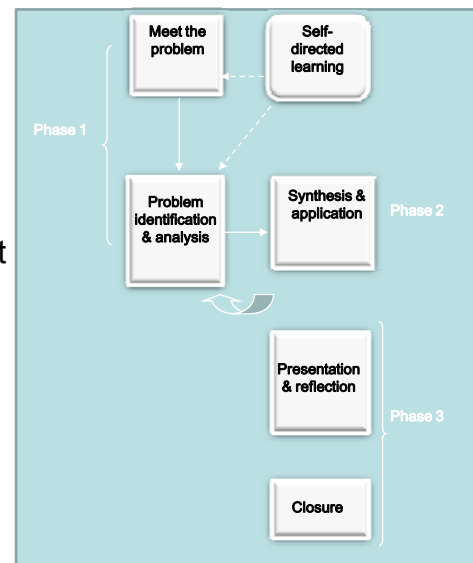 Meet the
problem
Self-
directed
learning
Phase 1
Problem
identification
& analysis
Synthesis &
application
Phase 2
t
Presentation
& reflection
Phase 3
Closure